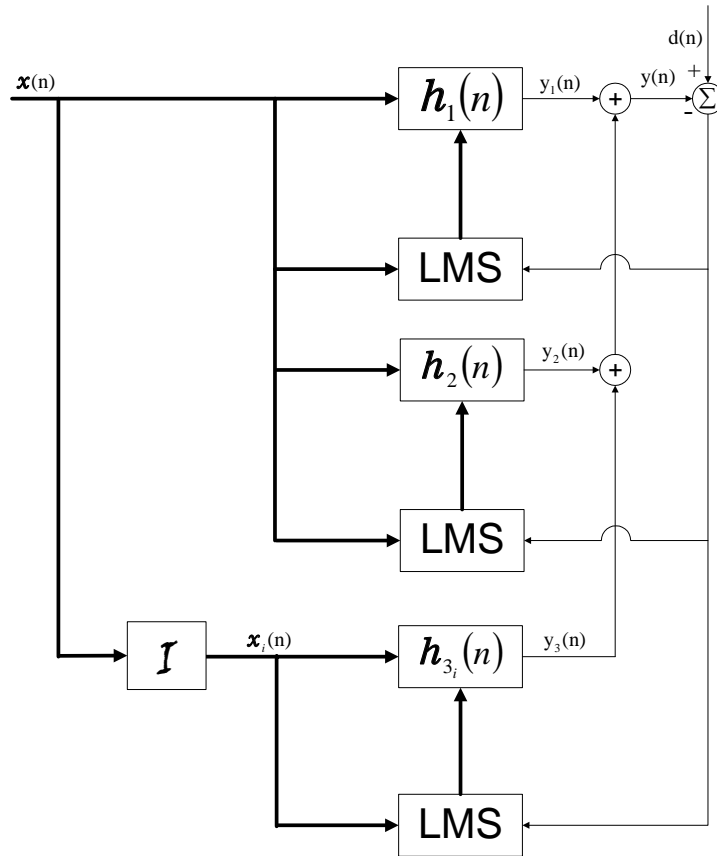 d(n)
x(n)
h₁(n)
y₁(n)
+
y(n)
+
-
Σ
LMS
h₂(n)
y₂(n)
+
LMS
I
xᵢ(n)
h₃ᵢ(n)
y₃(n)
LMS